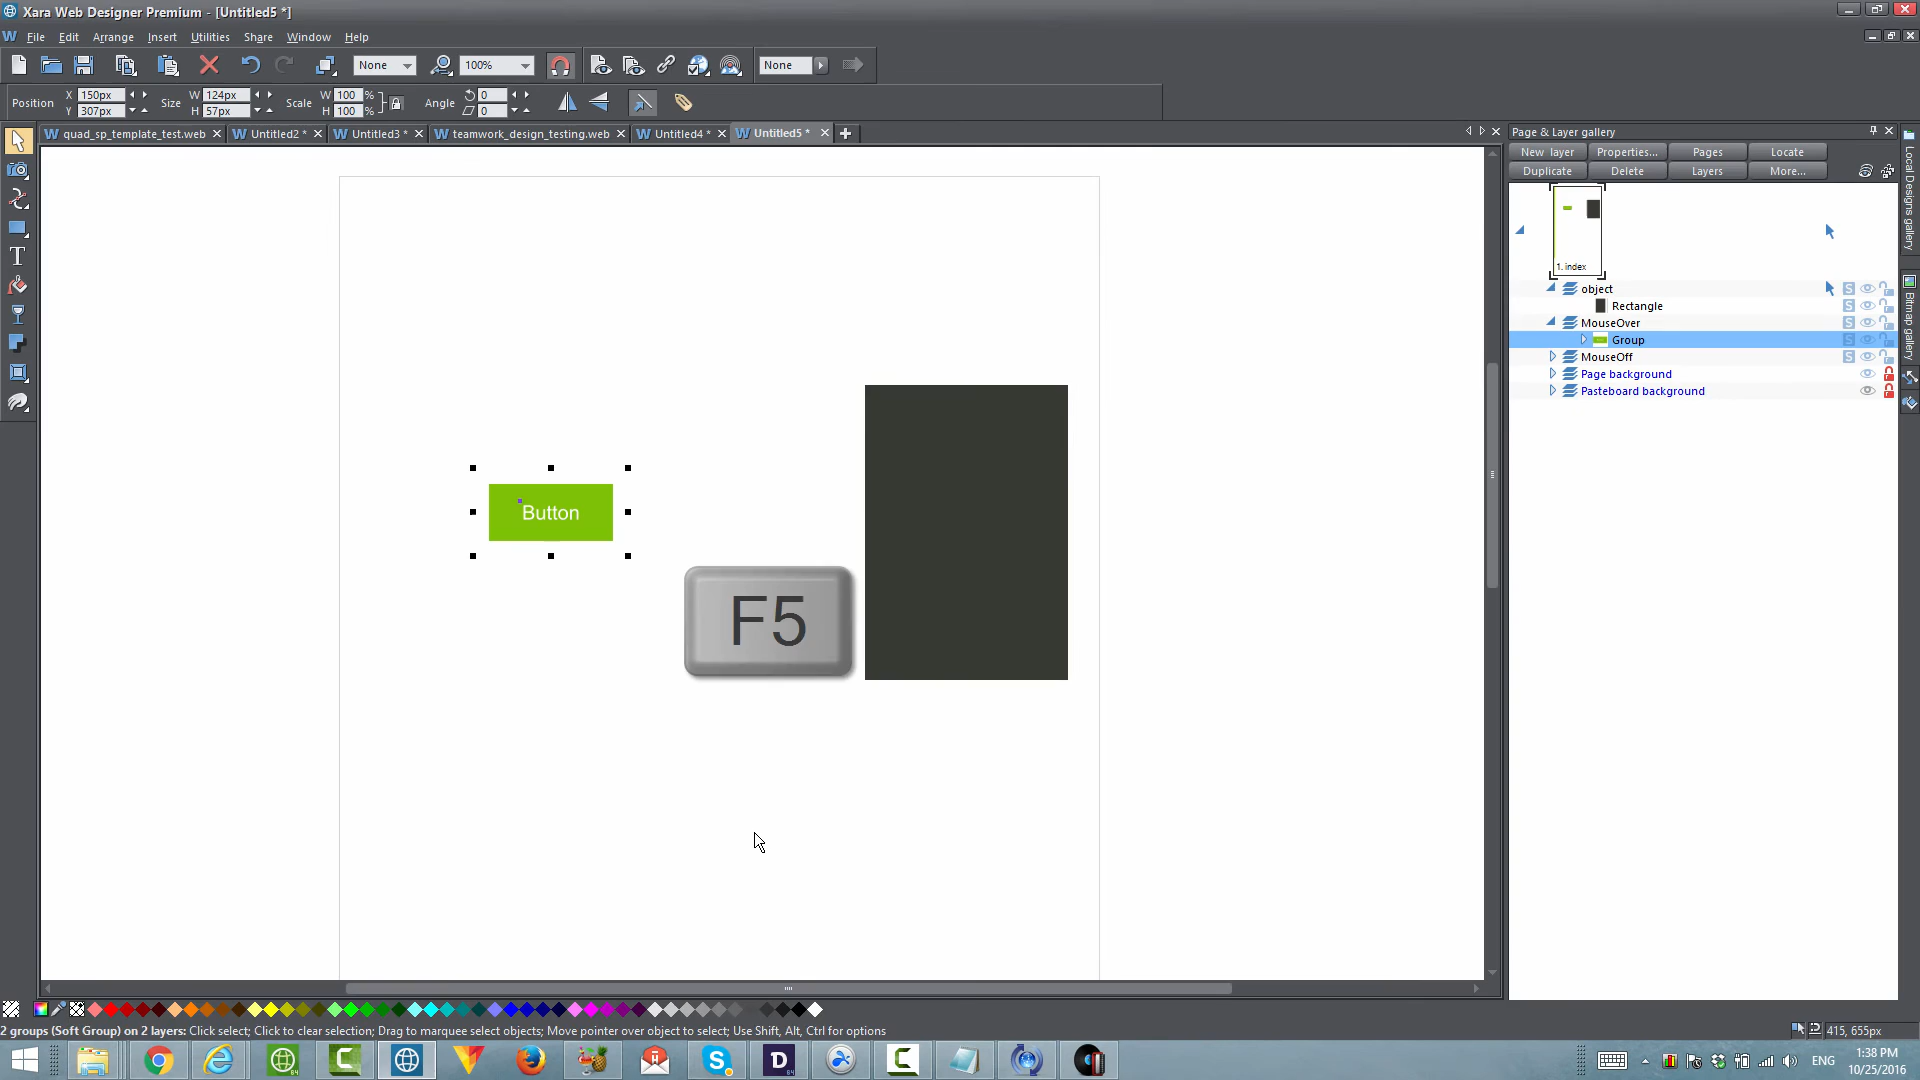 Xara Web Designer Premium - [Untitled5 *]
File Edit Arrange Insert Utilities Share Window Help
None 100% None
Position X 150px Y 307px Size W 124px H 57px Scale W 100 % H 100 % Angle 0 0
quad_sp_template_test.web Untitled2 * Untitled3 * teamwork_design_testing.web Untitled4 * Untitled5 *
Page & Layer gallery
New layer Properties... Pages Locate
Duplicate Delete Layers More...
1. index
object
Rectangle
MouseOver
Group
MouseOff
Page background
Pasteboard background
Local Designs gallery
Bitmap gallery
Button
F5
2 groups (Soft Group) on 2 layers: Click select; Click to clear selection; Drag to marquee select objects; Move pointer over object to select; Use Shift, Alt, Ctrl for options
415, 655px
ENG
1:38 PM
10/25/2016